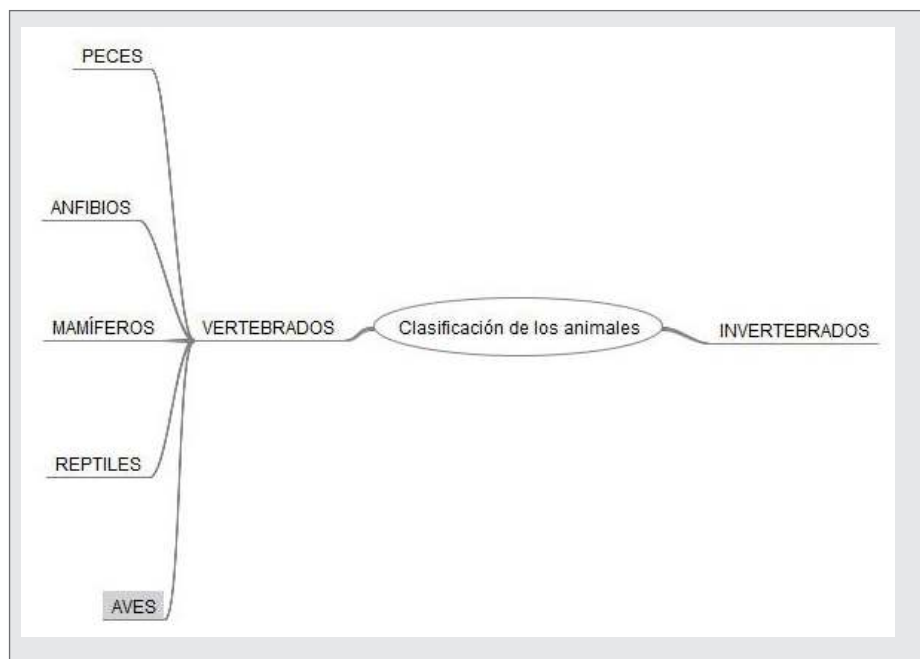 PECES
ANFIBIOS
MAMÍFEROS
VERTEBRADOS
Clasificación de los animales
INVERTEBRADOS
REPTILES
AVES